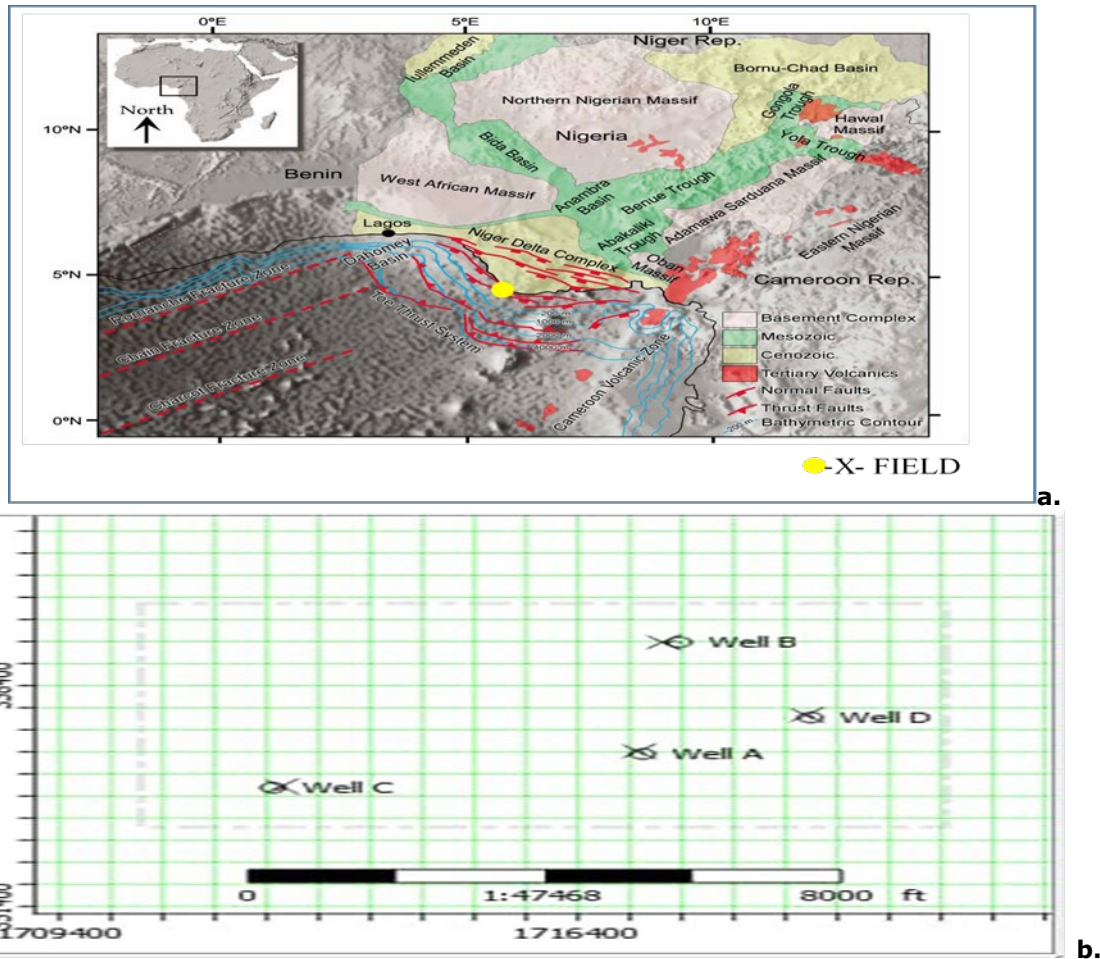 0°E 5°E 10°E
Niger Rep.
Iullemmeden
Basin
Bornu-Chad Basin
Northern Nigerian Massif
Gongola
Trough
North
10°N
Nigeria
Hawal
Massif
Bida Basin
Yola Trough
Benin
West African Massif
Anambra
Basin
Benue Trough
Adamawa Sarduana Massif
Lagos
Niger Delta Complex
Abakaliki
Trough
Eastern Nigerian
Massif
Dahomey
Basin
Oban
Massif
5°N
Cameroon Rep.
Romanche Fracture Zone
Toe Thrust System
Chain Fracture Zone
Charcot Fracture Zone
Cameroon Volcanic Zone
Basement Complex
Mesozoic
Cenozoic
Tertiary Volcanics
Normal Faults
Thrust Faults
-200 m- Bathymetric Contour
0°N
-X- FIELD
a.
Well B
Well D
Well A
Well C
0 1:47468 8000 ft
1709400 1716400
b.